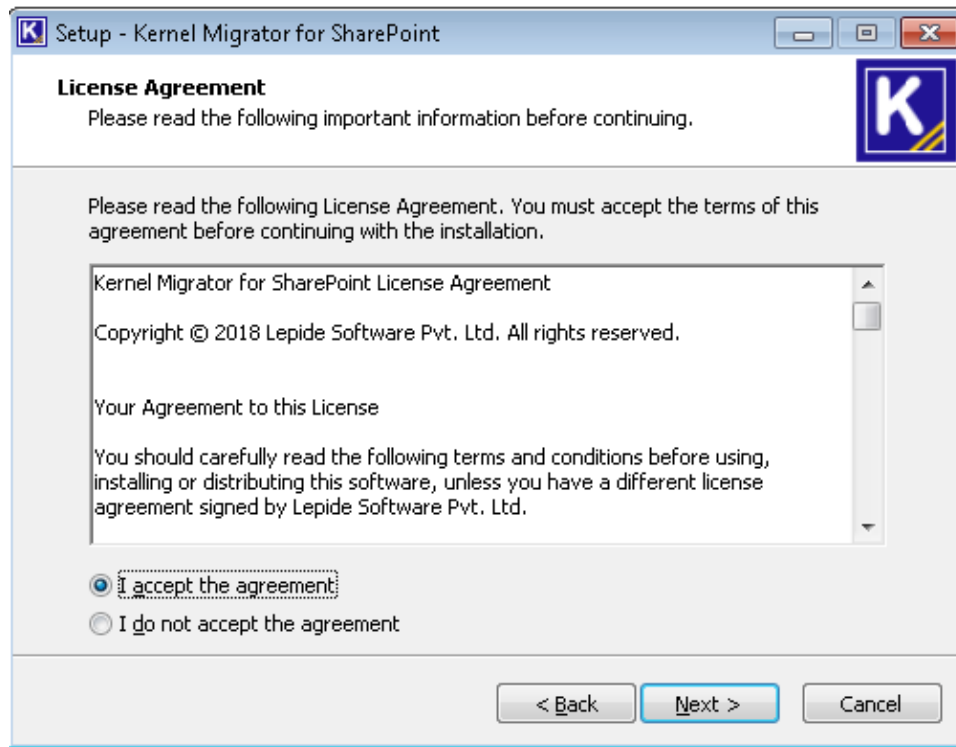 Setup - Kernel Migrator for SharePoint
License Agreement
Please read the following important information before continuing.
K
Please read the following License Agreement. You must accept the terms of this
agreement before continuing with the installation.
Kernel Migrator for SharePoint License Agreement
Copyright © 2018 Lepide Software Pvt. Ltd. All rights reserved.
Your Agreement to this License
You should carefully read the following terms and conditions before using,
installing or distributing this software, unless you have a different license
agreement signed by Lepide Software Pvt. Ltd.
I accept the agreement
I do not accept the agreement
< Back
Next >
Cancel